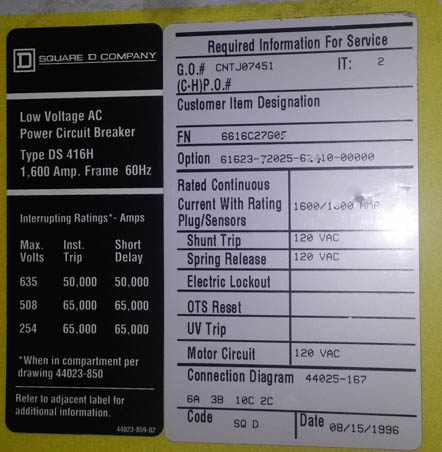 SQUARE D COMPANY
Low Voltage AC
Power Circuit Breaker
Type DS 416H
1,600 Amp. Frame 60Hz
Interrupting Ratings*- Amps
Max. Inst. Short
Volts Trip Delay
635 50,000 50,000
508 65,000 65,000
254 65,000 65,000
*When in compartment per
drawing 44023-850
Refer to adjacent label for
additional information.
44023-859-02
Required Information For Service
G.O.# CNTJ07451 IT: 2
(C-H)P.O.#
Customer Item Designation
FN 6616C27G05
Option
Rated Continuous
Current With Rating
Plug/Sensors
Shunt Trip 120 VAC
Spring Release 120 VAC
Electric Lockout
OTS Reset
UV Trip
Motor Circuit 120 VAC
Connection Diagram 44025-167
6A 3B 10C 2C
Code SQ D Date 08/15/1996